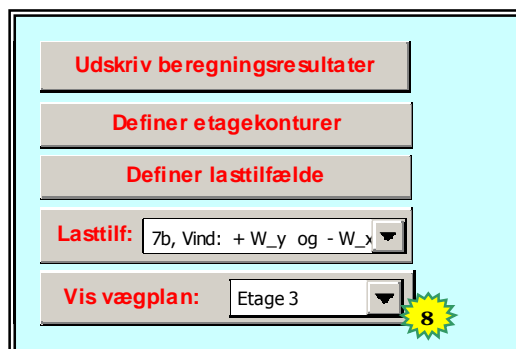 Udskriv beregningsresultater
Definer etagekonturer
Definer lasttilfælde
Lasttilf: 7b, Vind: + W_y og - W_x
Vis vægplan: Etage 3
8